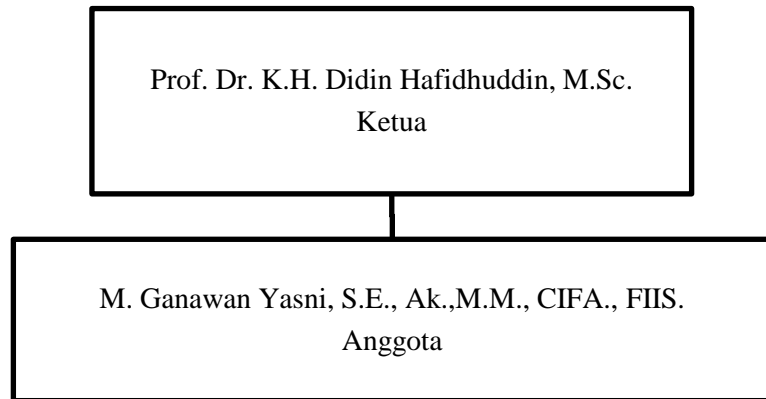 Prof. Dr. K.H. Didin Hafidhuddin, M.Sc.
Ketua
M. Ganawan Yasni, S.E., Ak.,M.M., CIFA., FIIS.
Anggota